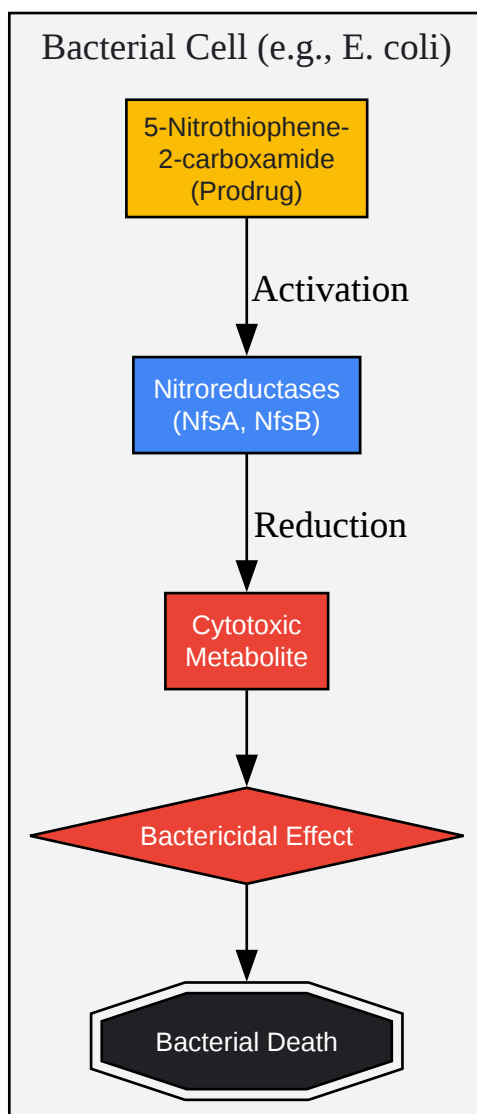 Bacterial Cell (e.g., E. coli)
5-Nitrothiophene-
2-carboxamide
(Prodrug)
Activation
Nitroreductases
(NfsA, NfsB)
Reduction
Cytotoxic
Metabolite
Bactericidal Effect
Bacterial Death